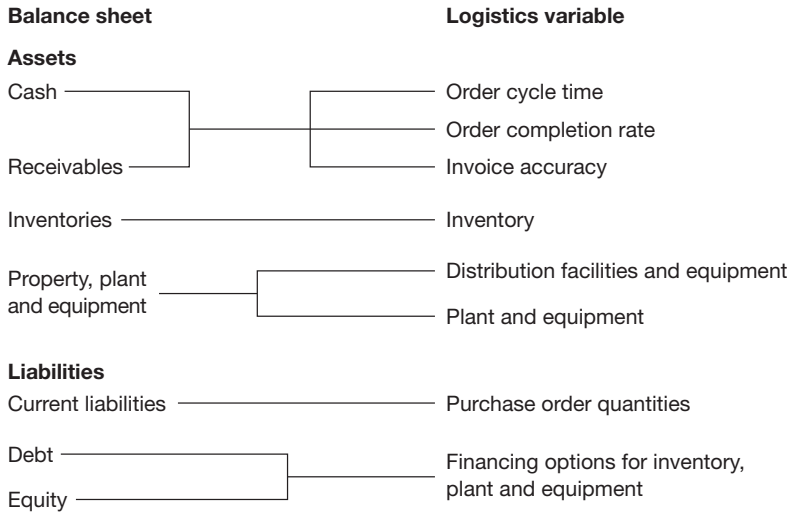 Balance sheet
Logistics variable
Assets
Cash
Order cycle time
Order completion rate
Receivables
Invoice accuracy
Inventories
Inventory
Property, plant
and equipment
Distribution facilities and equipment
Plant and equipment
Liabilities
Current liabilities
Purchase order quantities
Debt
Equity
Financing options for inventory,
plant and equipment